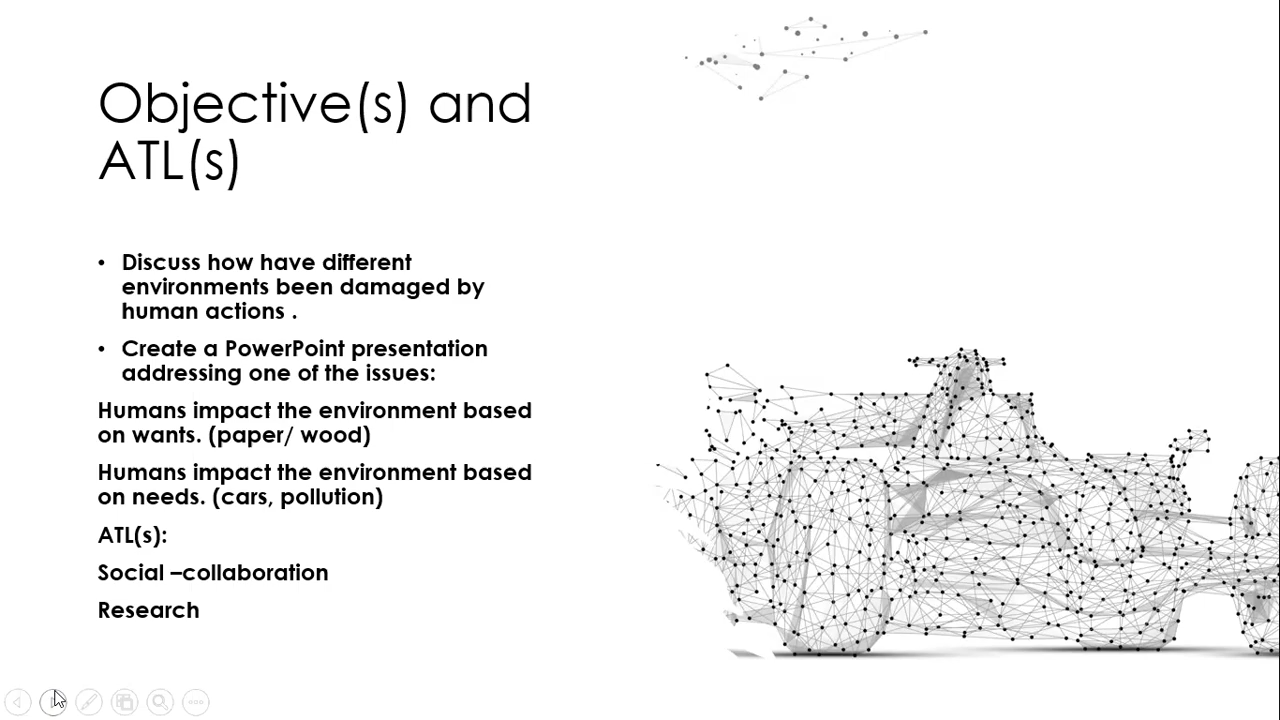 Objective(s) and
ATL(s)
• Discuss how have different
environments been damaged by
human actions .
• Create a PowerPoint presentation
addressing one of the issues:
Humans impact the environment based
on wants. (paper/ wood)
Humans impact the environment based
on needs. (cars, pollution)
ATL(s):
Social –collaboration
Research